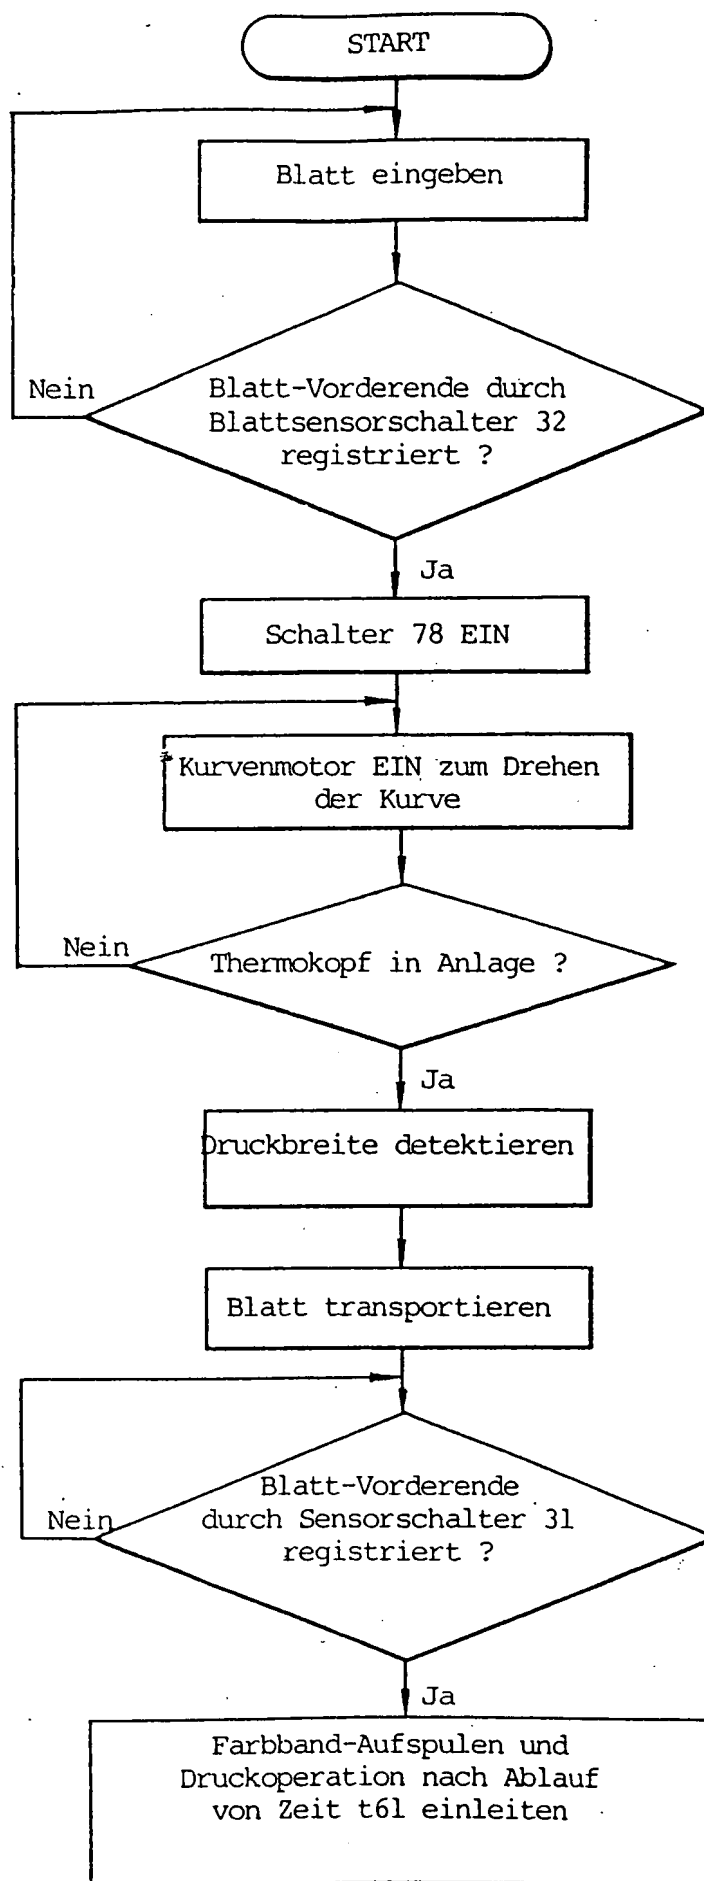 START
Blatt eingeben
Nein
Blatt-Vorderende durch
Blattsensorschalter 32
registriert ?
Ja
Schalter 78 EIN
Kurvenmotor EIN zum Drehen
der Kurve
Nein
Thermokopf in Anlage ?
Ja
Druckbreite detektieren
Blatt transportieren
Blatt-Vorderende
Nein
durch Sensorschalter 31
registriert ?
Ja
Farbband-Aufspulen und
Druckoperation nach Ablauf
von Zeit t61 einleiten